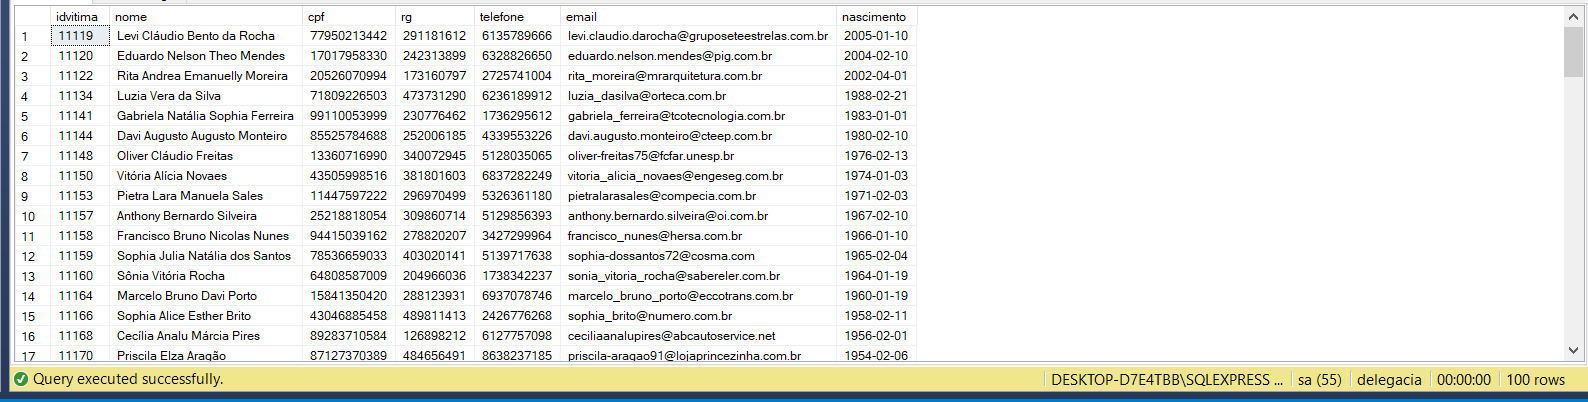 idvitima nome cpf rg telefone email nascimento
1 11119 Levi Cláudio Bento da Rocha 77950213442 291181612 6135789666 levi.claudio.darocha@gruposeteestrelas.com.br 2005-01-10
2 11120 Eduardo Nelson Theo Mendes 17017958330 242313899 6328826650 eduardo.nelson.mendes@pig.com.br 2004-02-10
3 11122 Rita Andrea Emanuelly Moreira 20526070994 173160797 2725741004 rita_moreira@mrarquitetura.com.br 2002-04-01
4 11134 Luzia Vera da Silva 71809226503 473731290 6236189912 luzia_dasilva@orteca.com.br 1988-02-21
5 11141 Gabriela Natália Sophia Ferreira 99110053999 230776462 1736295612 gabriela_ferreira@tcotecnologia.com.br 1983-01-01
6 11144 Davi Augusto Augusto Monteiro 85525784688 252006185 4339553226 davi.augusto.monteiro@cteep.com.br 1980-02-10
7 11148 Oliver Cláudio Freitas 13360716990 340072945 5128035065 oliver-freitas75@fcfar.unesp.br 1976-02-13
8 11150 Vitória Alícia Novaes 43505998516 381801603 6837282249 vitoria_alicia_novaes@engeseg.com.br 1974-01-03
9 11153 Pietra Lara Manuela Sales 11447597222 296970499 5326361180 pietralarasales@compecia.com.br 1971-02-03
10 11157 Anthony Bernardo Silveira 25218818054 309860714 5129856393 anthony.bernardo.silveira@oi.com.br 1967-02-10
11 11158 Francisco Bruno Nicolas Nunes 94415039162 278820207 3427299964 francisco_nunes@hersa.com.br 1966-01-10
12 11159 Sophia Julia Natália dos Santos 78536659033 403020141 5139717638 sophia-dossantos72@cosma.com 1965-02-04
13 11160 Sônia Vitória Rocha 64808587009 204966036 1738342237 sonia_vitoria_rocha@sabereler.com.br 1964-01-19
14 11164 Marcelo Bruno Davi Porto 15841350420 288123931 6937078746 marcelo_bruno_porto@eccotrans.com.br 1960-01-19
15 11166 Sophia Alice Esther Brito 43046885458 489811413 2426776268 sophia_brito@numero.com.br 1958-02-11
16 11168 Cecília Analu Márcia Pires 89283710584 126898212 6127757098 ceciliaanalupires@abcautoservice.net 1956-02-01
17 11170 Priscila Elza Aragão 87127370389 484656491 8638237185 priscila-aragao91@lojaprincezinha.com.br 1954-02-06
Query executed successfully. DESKTOP-D7E4TBB\SQLEXPRESS ... sa (55) delegacia 00:00:00 100 rows